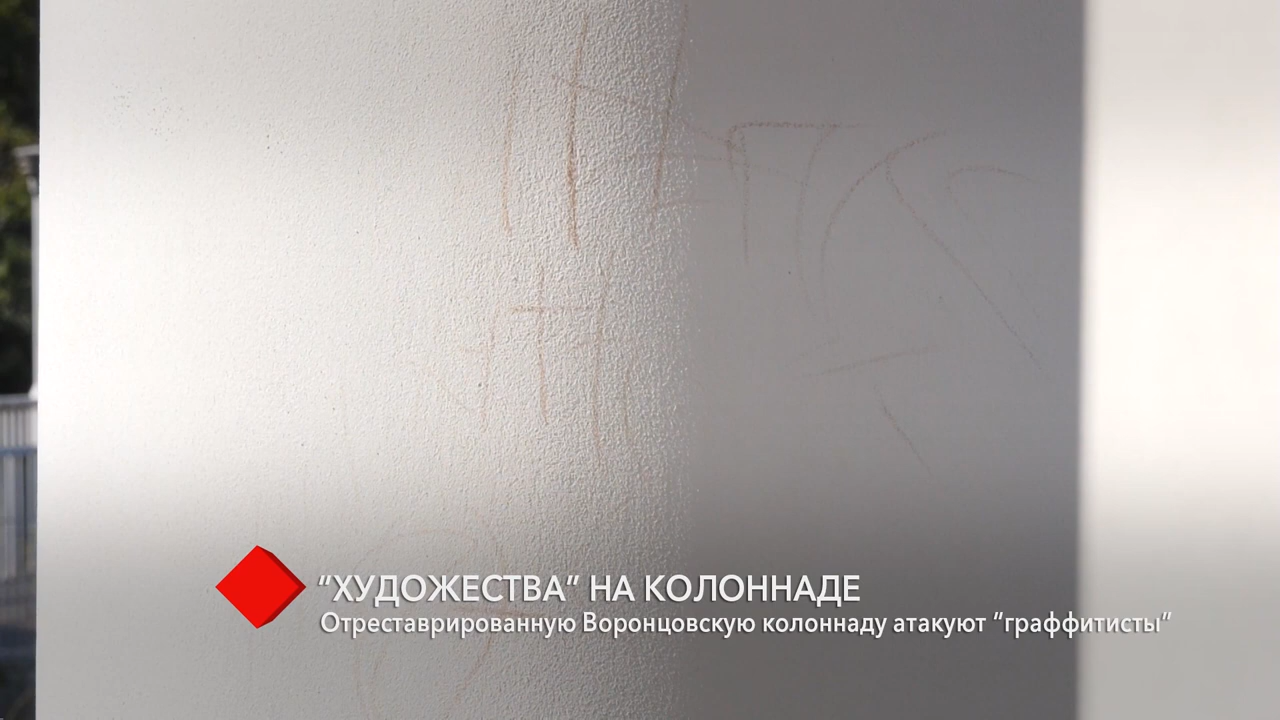 “ХУДОЖЕСТВА” НА КОЛОННАДЕ
Отреставрированную Воронцовскую колоннаду атакуют “граффитисты”